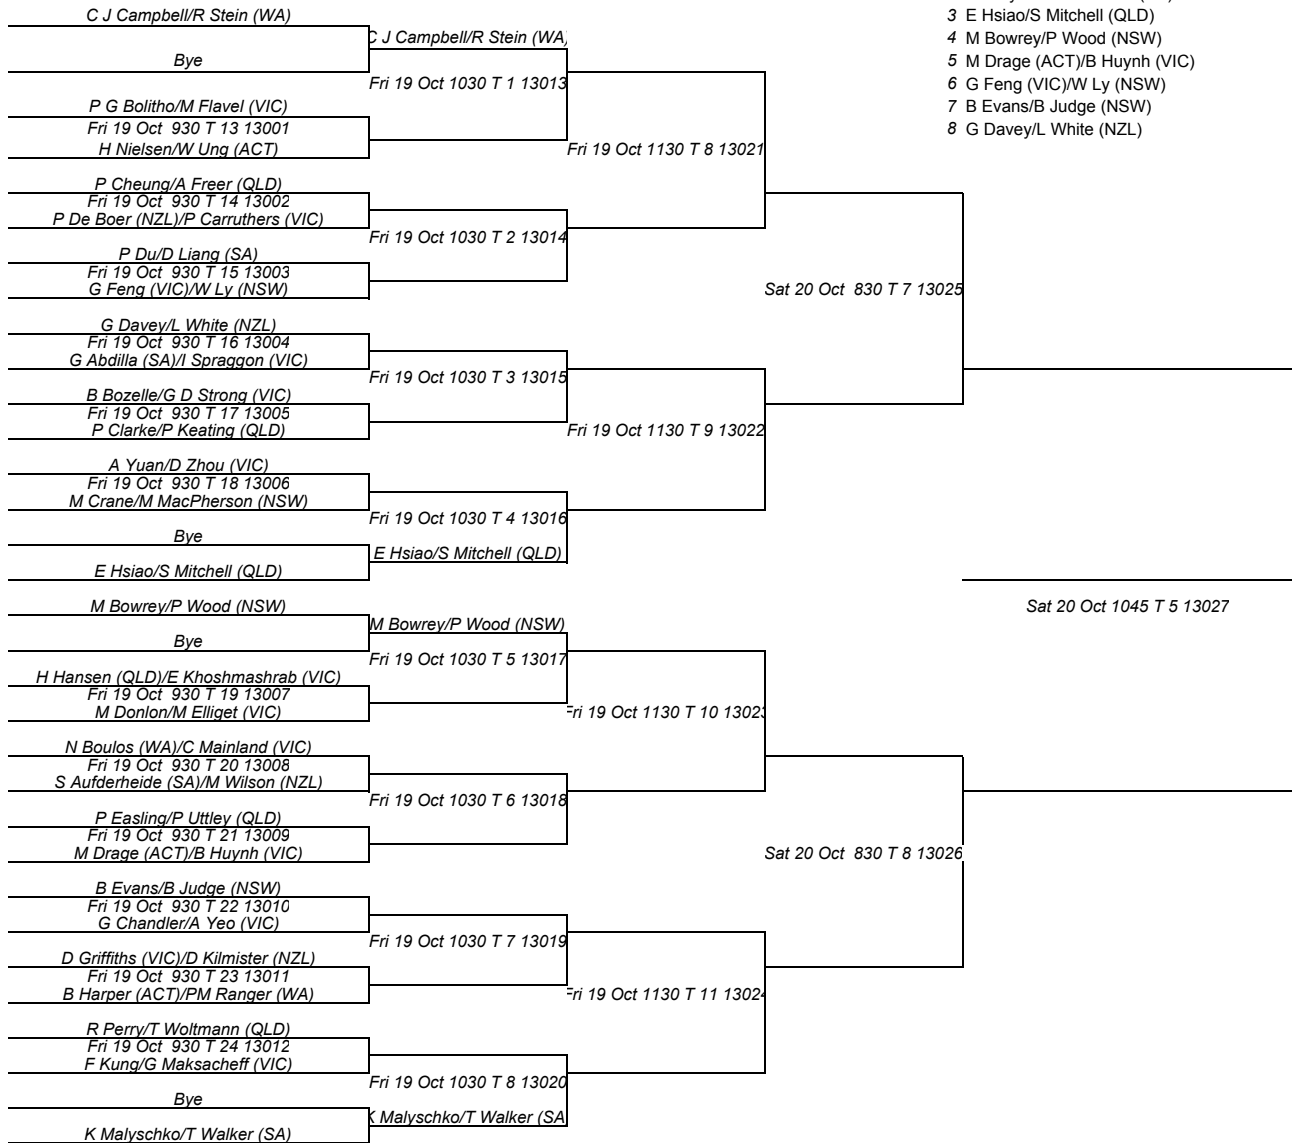 C J Campbell/R Stein (WA)
Bye
P G Bolitho/M Flavel (VIC)
Fri 19 Oct 930 T 13 13001
H Nielsen/W Ung (ACT)
P Cheung/A Freer (QLD)
Fri 19 Oct 930 T 14 13002
P De Boer (NZL)/P Carruthers (VIC)
P Du/D Liang (SA)
Fri 19 Oct 930 T 15 13003
G Feng (VIC)/W Ly (NSW)
G Davey/L White (NZL)
Fri 19 Oct 930 T 16 13004
G Abdilla (SA)/I Spraggon (VIC)
B Bozelle/G D Strong (VIC)
Fri 19 Oct 930 T 17 13005
P Clarke/P Keating (QLD)
A Yuan/D Zhou (VIC)
Fri 19 Oct 930 T 18 13006
M Crane/M MacPherson (NSW)
Bye
E Hsiao/S Mitchell (QLD)
M Bowrey/P Wood (NSW)
Bye
H Hansen (QLD)/E Khoshmashrab (VIC)
Fri 19 Oct 930 T 19 13007
M Donlon/M Elliget (VIC)
N Boulos (WA)/C Mainland (VIC)
Fri 19 Oct 930 T 20 13008
S Aufderheide (SA)/M Wilson (NZL)
P Easling/P Uttley (QLD)
Fri 19 Oct 930 T 21 13009
M Drage (ACT)/B Huynh (VIC)
B Evans/B Judge (NSW)
Fri 19 Oct 930 T 22 13010
G Chandler/A Yeo (VIC)
D Griffiths (VIC)/D Kilmister (NZL)
Fri 19 Oct 930 T 23 13011
B Harper (ACT)/PM Ranger (WA)
R Perry/T Woltmann (QLD)
Fri 19 Oct 930 T 24 13012
F Kung/G Maksacheff (VIC)
Bye
K Malyschko/T Walker (SA)
C J Campbell/R Stein (WA)
Fri 19 Oct 1030 T 1 13013
Fri 19 Oct 1030 T 2 13014
Fri 19 Oct 1030 T 3 13015
Fri 19 Oct 1030 T 4 13016
E Hsiao/S Mitchell (QLD)
M Bowrey/P Wood (NSW)
Fri 19 Oct 1030 T 5 13017
Fri 19 Oct 1030 T 6 13018
Fri 19 Oct 1030 T 7 13019
Fri 19 Oct 1030 T 8 13020
K Malyschko/T Walker (SA
Fri 19 Oct 1130 T 8 13021
Fri 19 Oct 1130 T 9 13022
Fri 19 Oct 1130 T 10 13023
Fri 19 Oct 1130 T 11 13024
Sat 20 Oct 830 T 7 13025
Sat 20 Oct 830 T 8 13026
Sat 20 Oct 1045 T 5 13027
3 E Hsiao/S Mitchell (QLD)
4 M Bowrey/P Wood (NSW)
5 M Drage (ACT)/B Huynh (VIC)
6 G Feng (VIC)/W Ly (NSW)
7 B Evans/B Judge (NSW)
8 G Davey/L White (NZL)